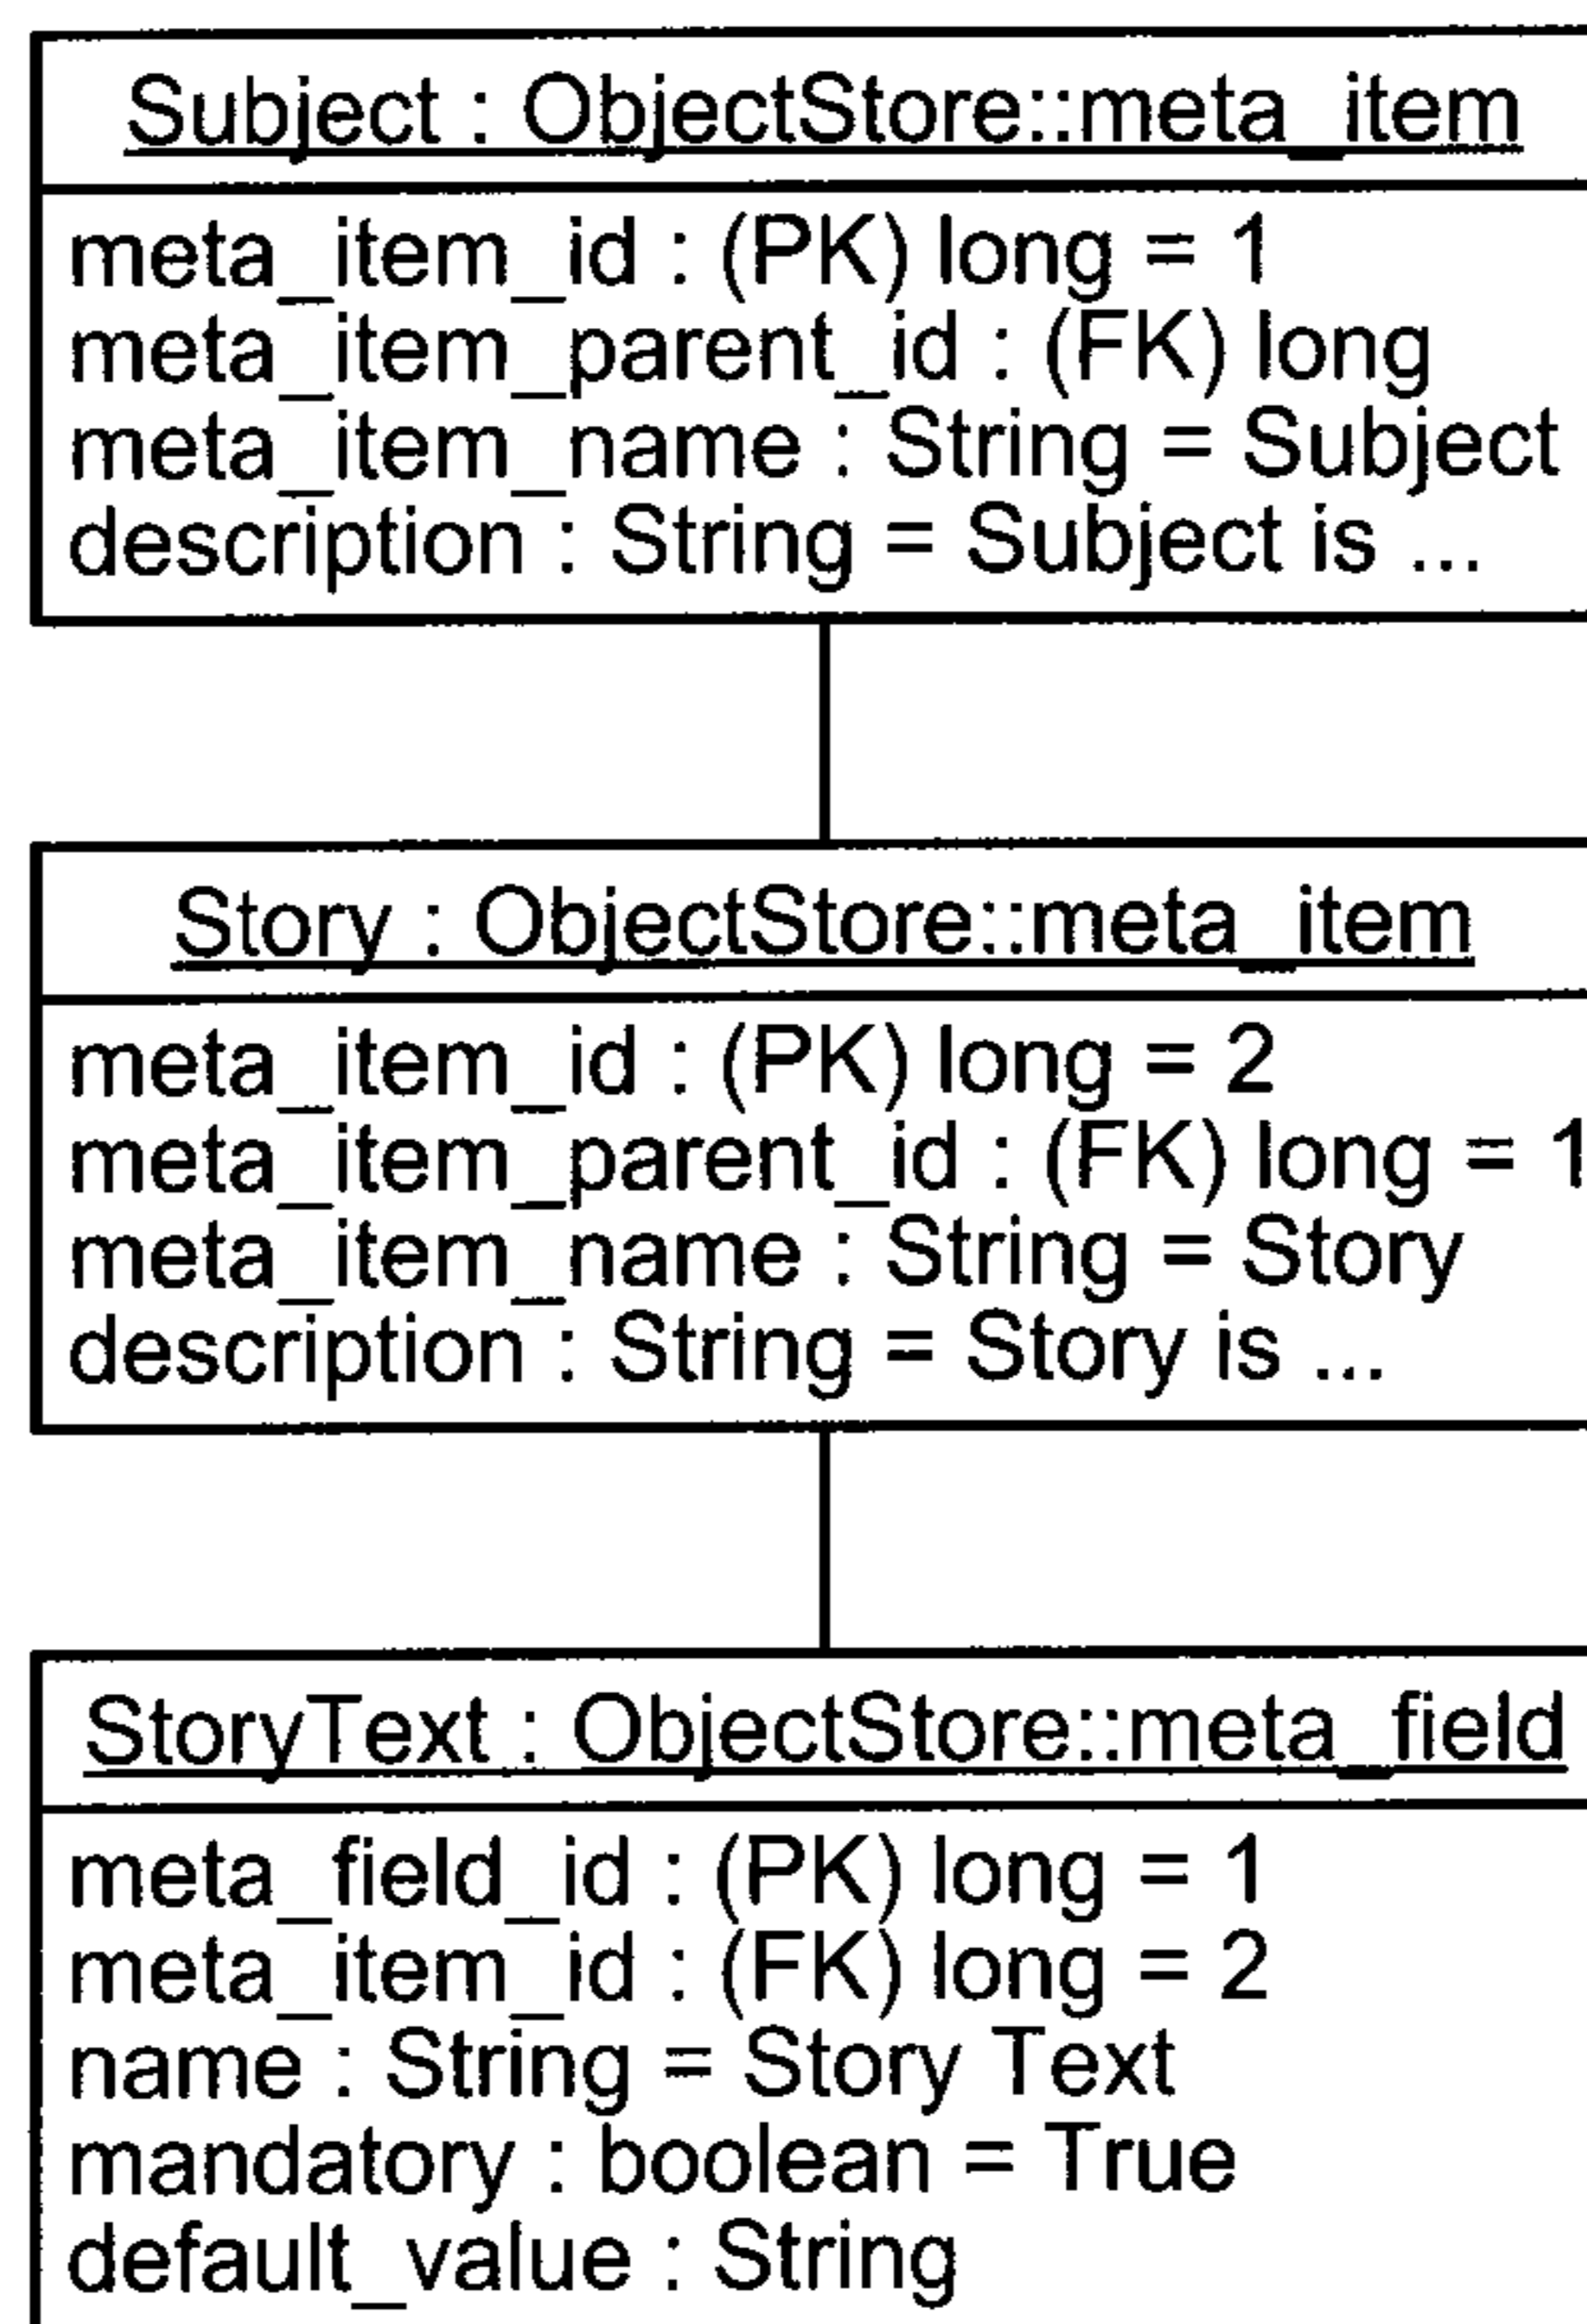 Subject : ObjectStore::meta_item
meta_item_id : (PK) long = 1
meta_item_parent_id : (FK) long
meta_item_name : String = Subject
description : String = Subject is ...
Story : ObjectStore::meta_item
meta_item_id : (PK) long = 2
meta_item_parent_id : (FK) long = 1
meta_item_name : String = Story
description : String = Story is ...
StoryText : ObjectStore::meta_field
meta_field_id : (PK) long = 1
meta_item_id : (FK) long = 2
name : String = Story Text
mandatory : boolean = True
default_value : String